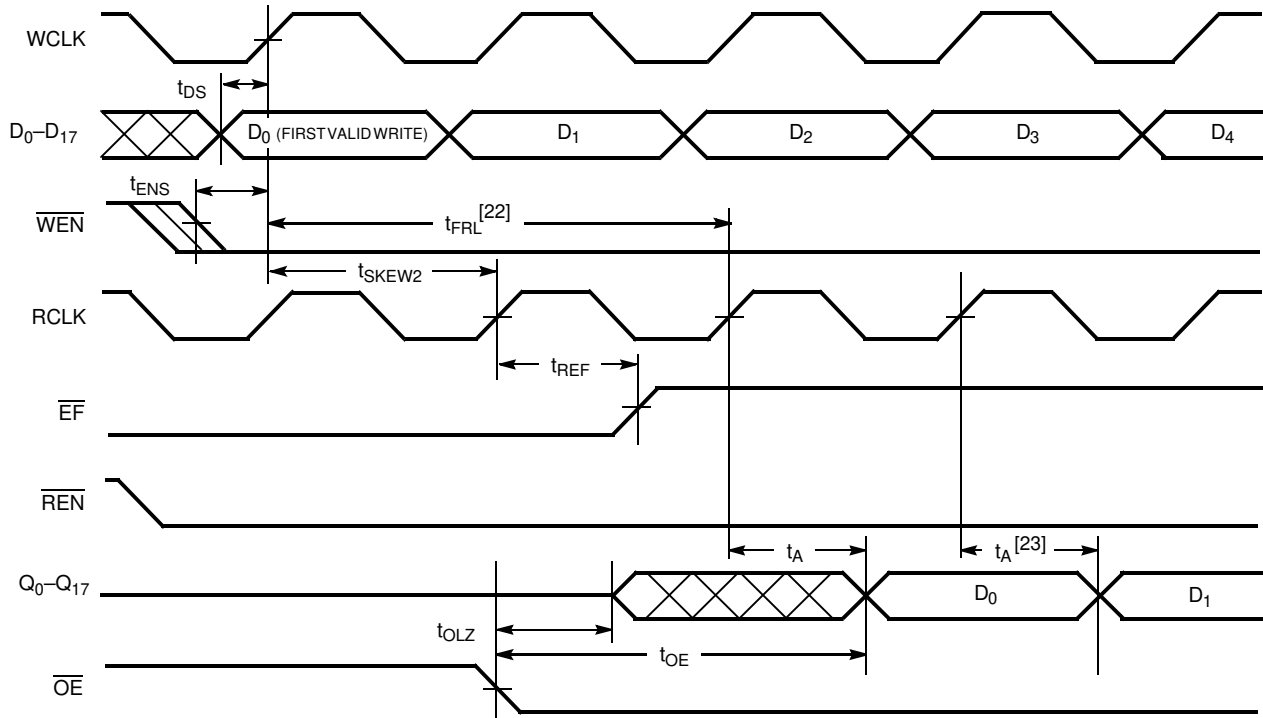 WCLK
tDS
D0–D17
D0 (FIRST VALID WRITE)
D1
D2
D3
D4
tENS
WEN
tFRL[22]
tSKEW2
RCLK
tREF
EF
REN
tA
tA[23]
Q0–Q17
D0
D1
tOLZ
tOE
OE